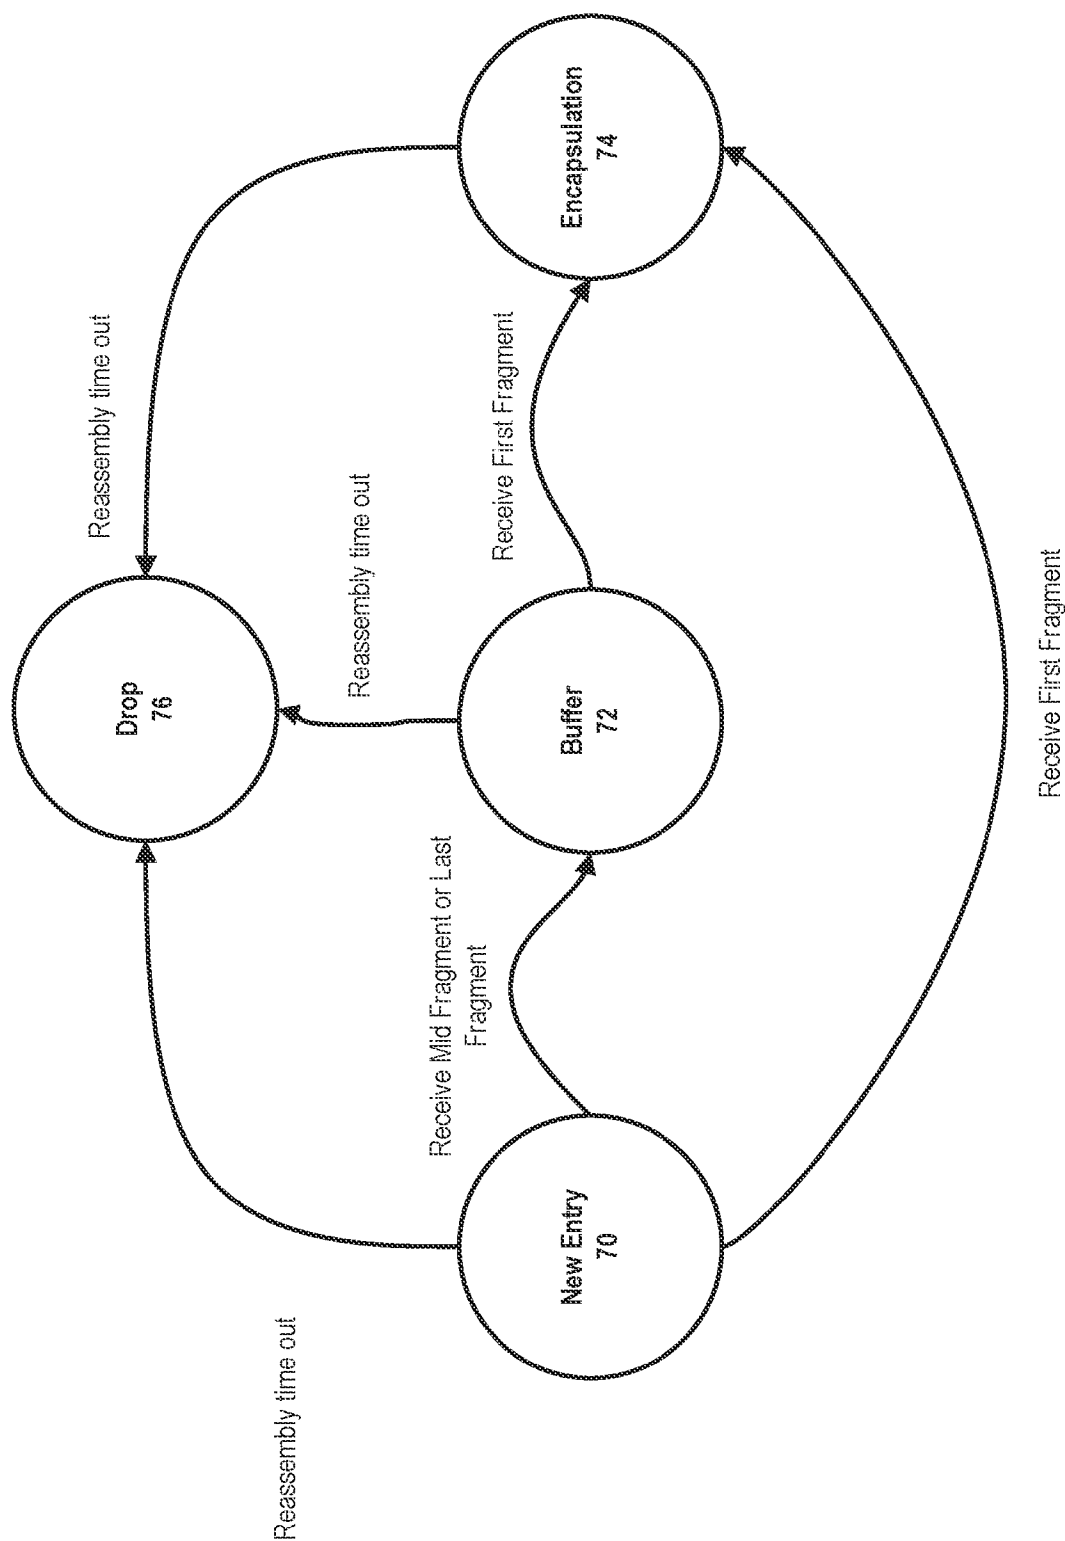 Reassembly time out
Drop
76
Reassembly time out
Reassembly time out
Receive Mid Fragment or Last
Fragment
Receive First Fragment
New Entry
70
Buffer
72
Encapsulation
74
Receive First Fragment